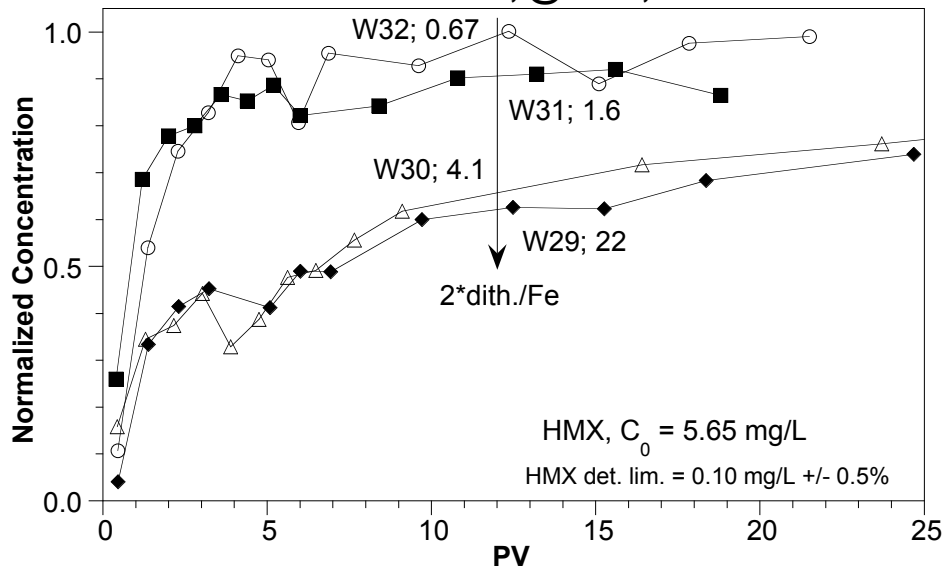 1.0
0.5
0.0
Normalized Concentration
W32; 0.67
W31; 1.6
W30; 4.1
W29; 22
2*dith./Fe
HMX, C0 = 5.65 mg/L
HMX det. lim. = 0.10 mg/L +/- 0.5%
0 5 10 15 20 25
PV